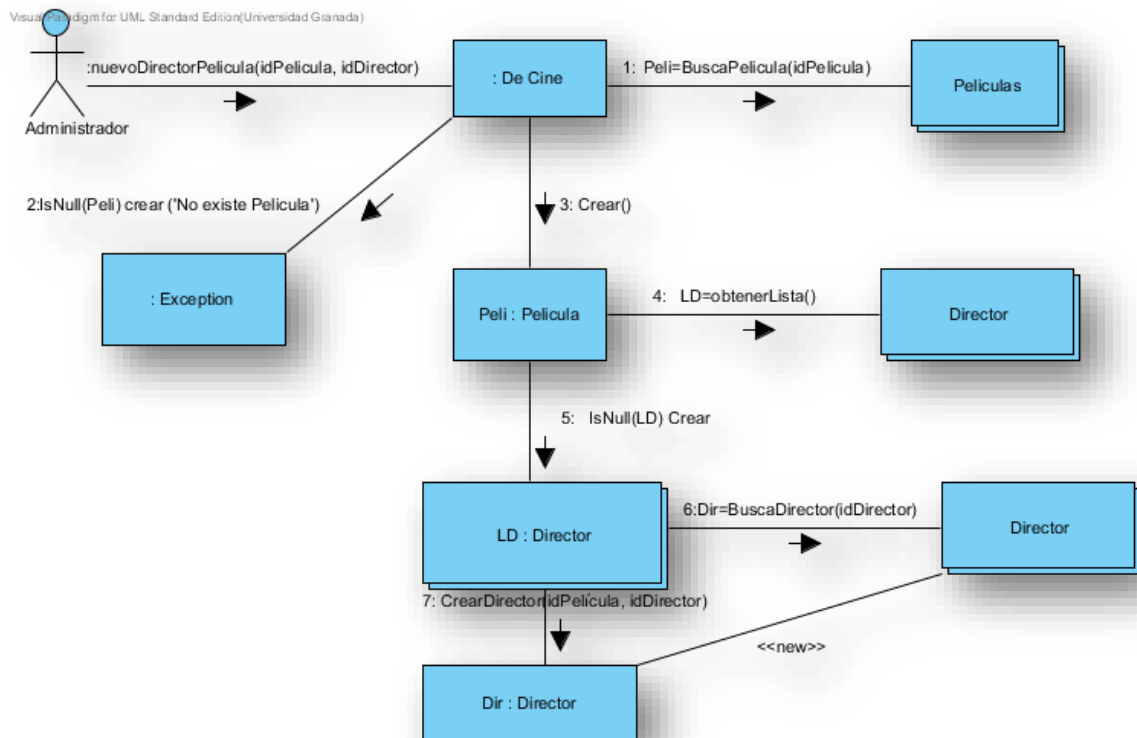 Visual Paradigm for UML Standard Edition(Universidad Granada)
:nuevoDirectorPelicula(idPelicula, idDirector)
: De Cine
1: Peli=BuscaPelicula(idPelicula)
Peliculas
Administrador
2:IsNull(Peli) crear ("No existe Pelicula")
3: Crear()
: Exception
Peli : Pelicula
4: LD=obtenerLista()
Director
5: IsNull(LD) Crear
LD : Director
6:Dir=BuscaDirector(idDirector)
Director
7: CrearDirector(idPelícula, idDirector)
<<new>>
Dir : Director